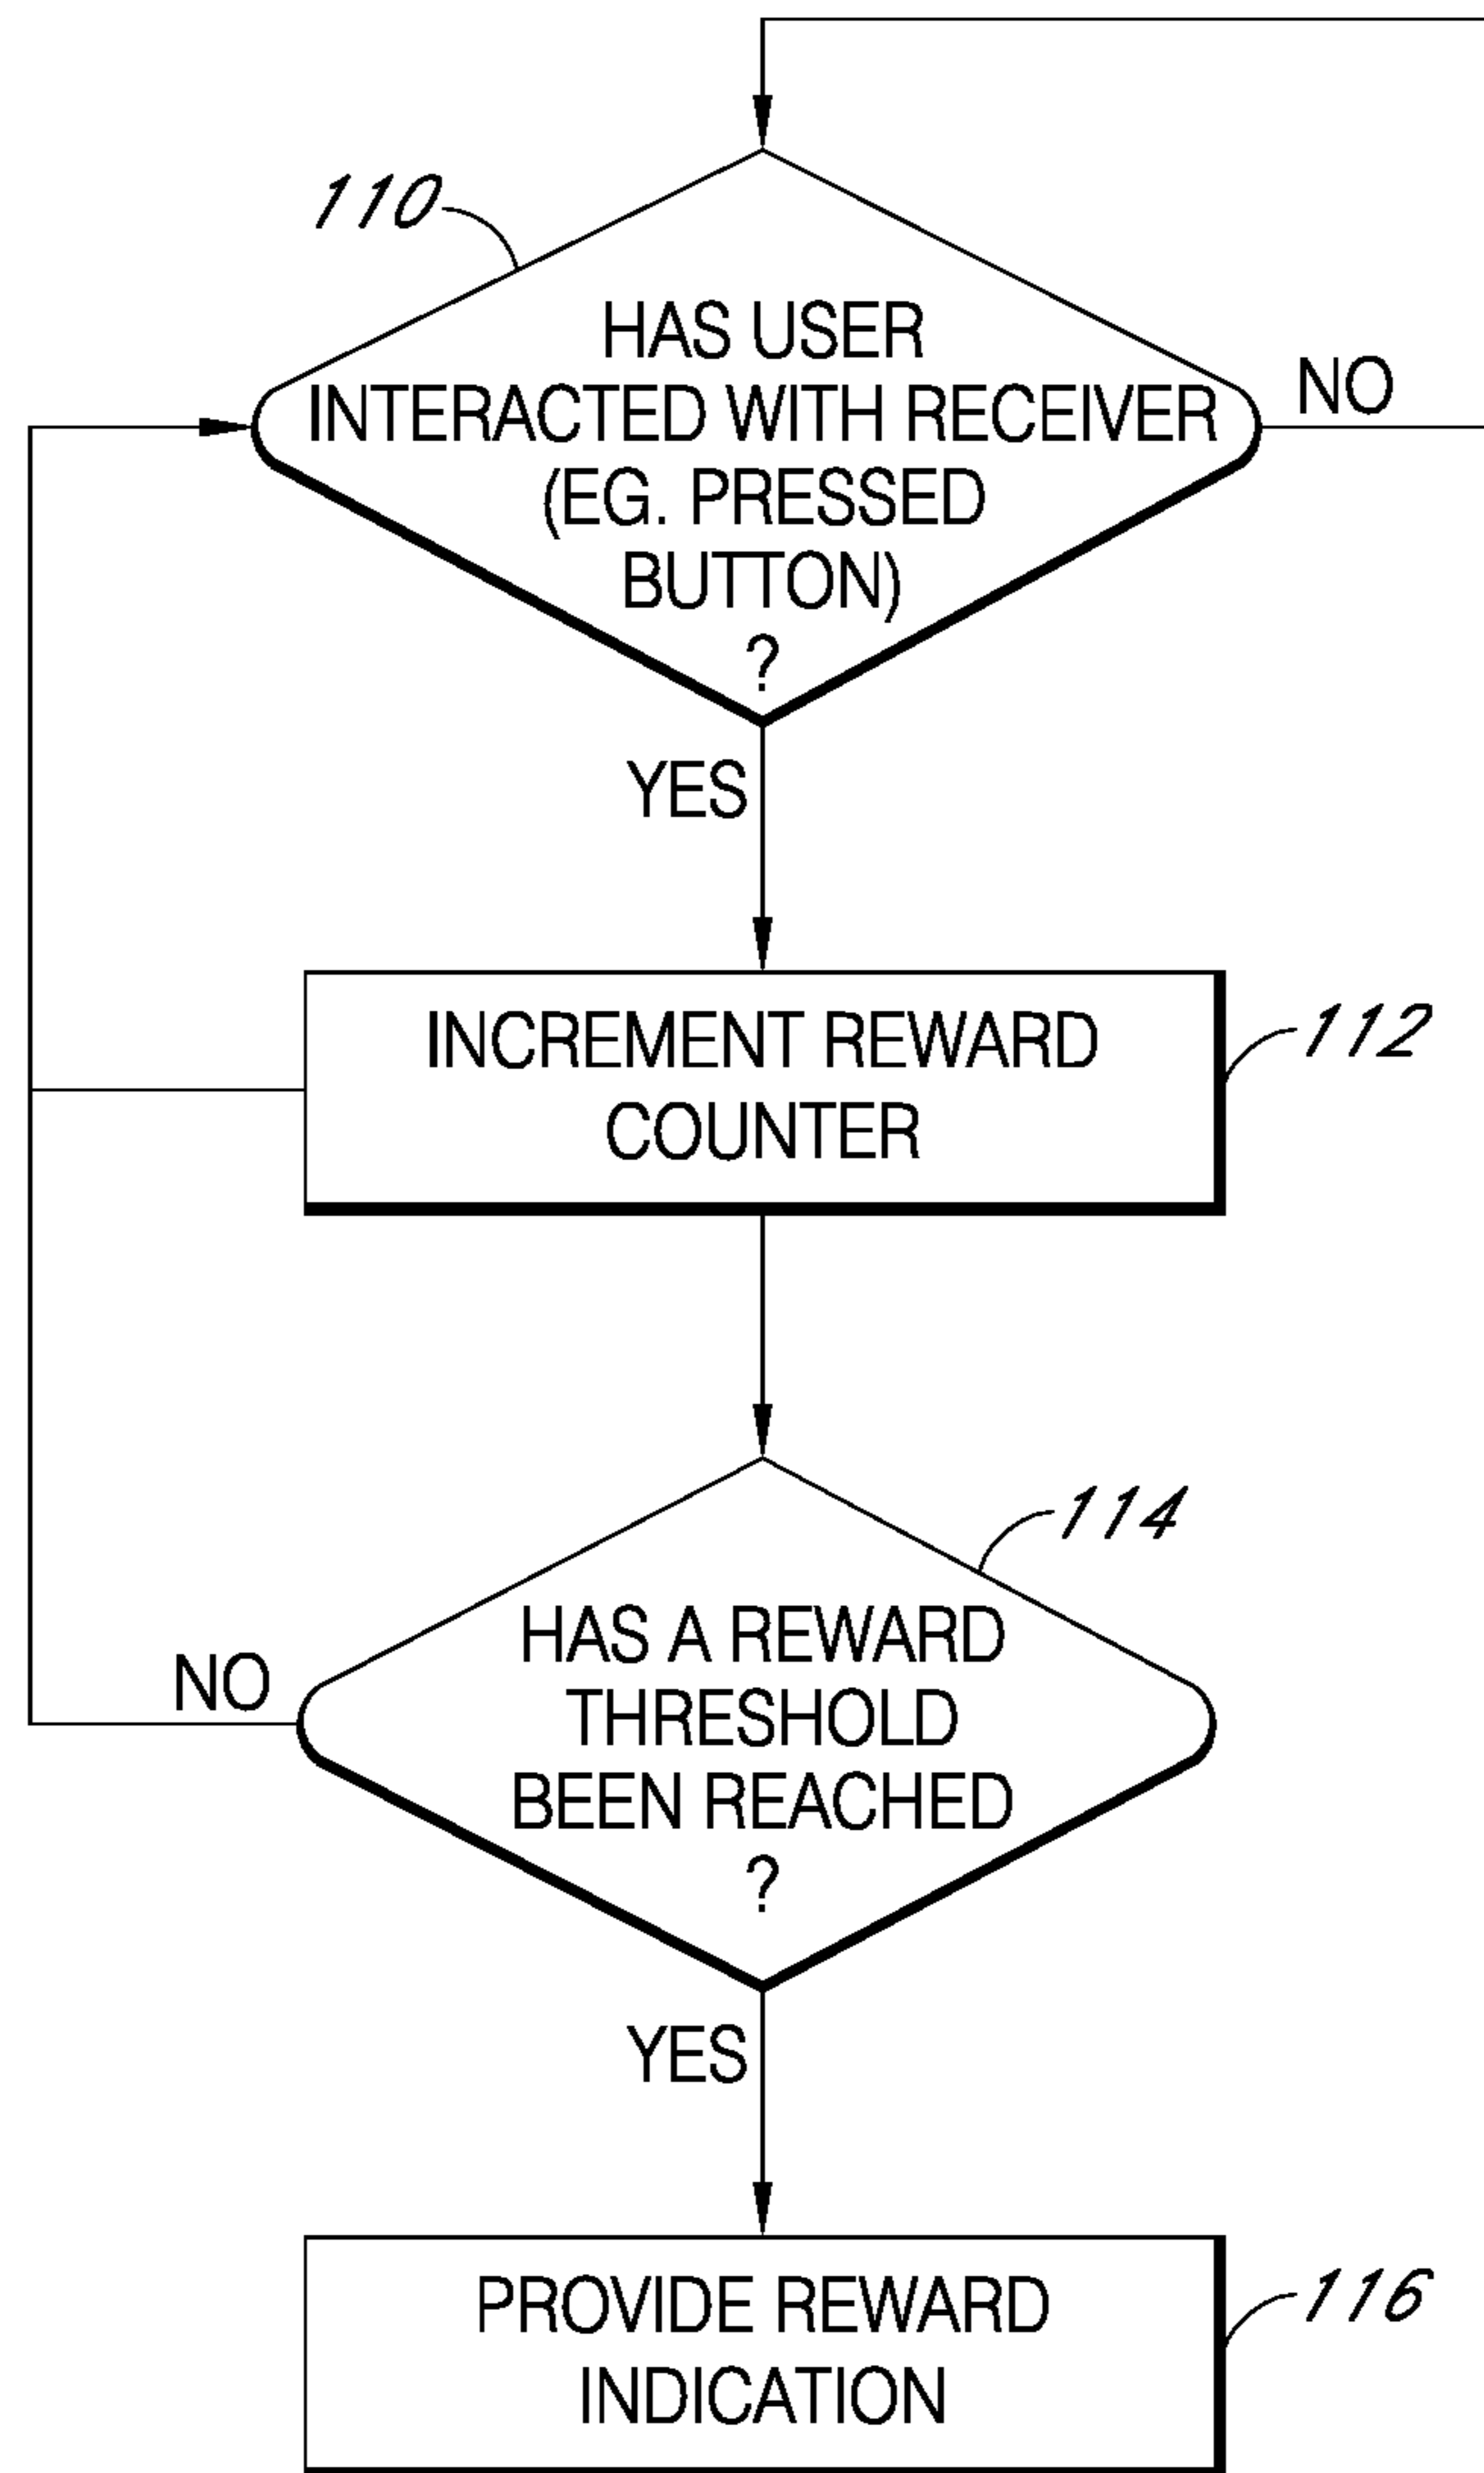 110
HAS USER
INTERACTED WITH RECEIVER
(EG. PRESSED
BUTTON)
?
NO
YES
INCREMENT REWARD
COUNTER
112
114
HAS A REWARD
THRESHOLD
BEEN REACHED
?
NO
YES
PROVIDE REWARD
INDICATION
116